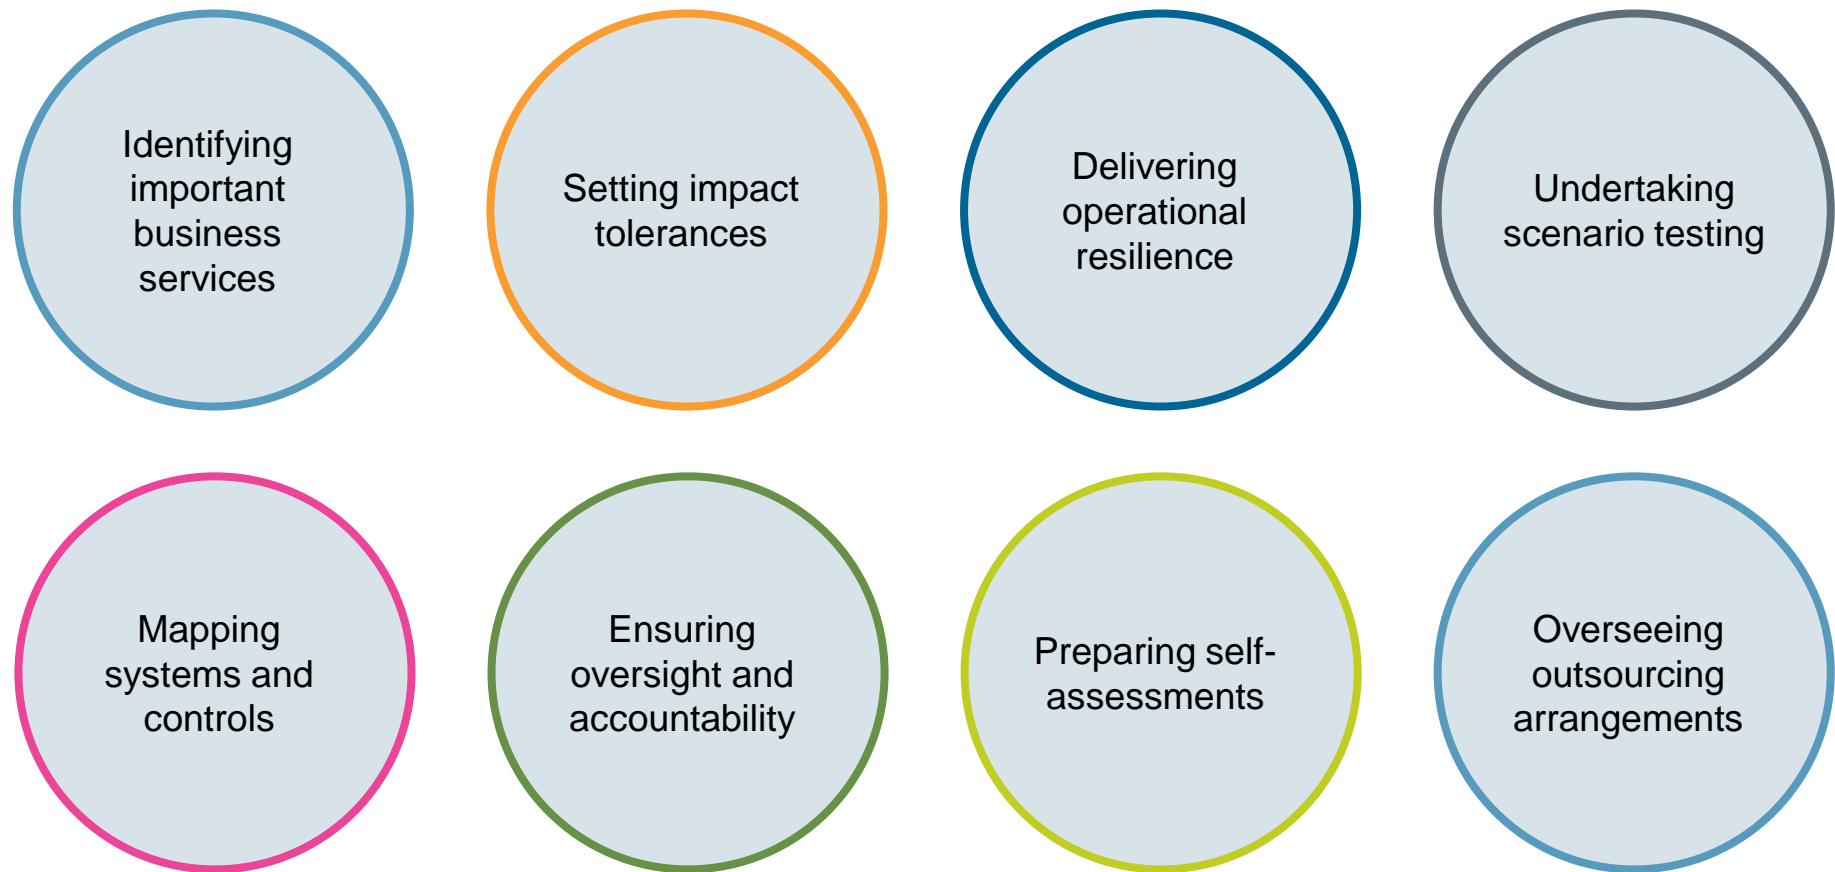 Identifying
important
business
services
Setting impact
tolerances
Delivering
operational
resilience
Undertaking
scenario testing
Mapping
systems and
controls
Ensuring
oversight and
accountability
Preparing self-
assessments
Overseeing
outsourcing
arrangements